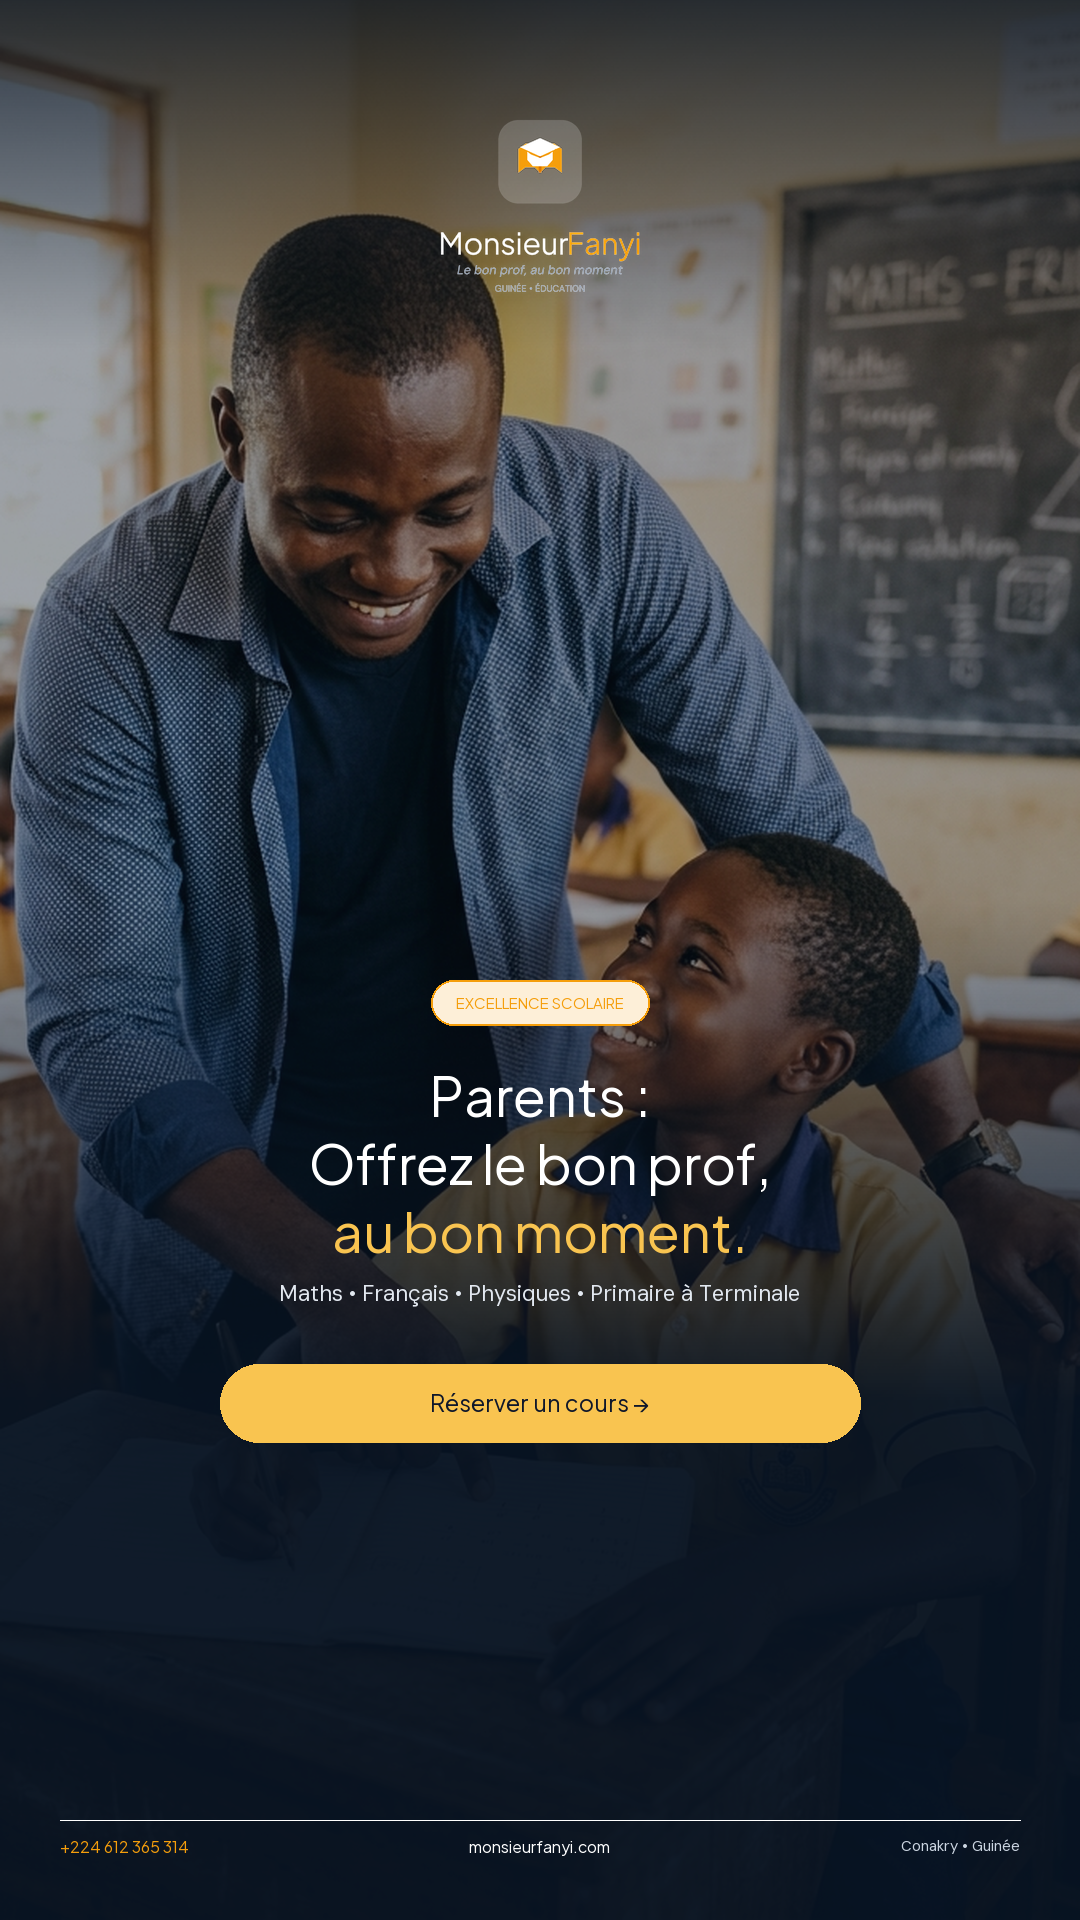 MonsieurFanyi
Le bon prof, au bon moment
GUINÉE • ÉDUCATION
MATHS - FRI
Maths
EXCELLENCE SCOLAIRE
Parents :
Offrez le bon prof,
au bon moment.
Maths • Français • Physiques • Primaire à Terminale
Réserver un cours →
+224 612 365 314
monsieurfanyi.com
Conakry • Guinée